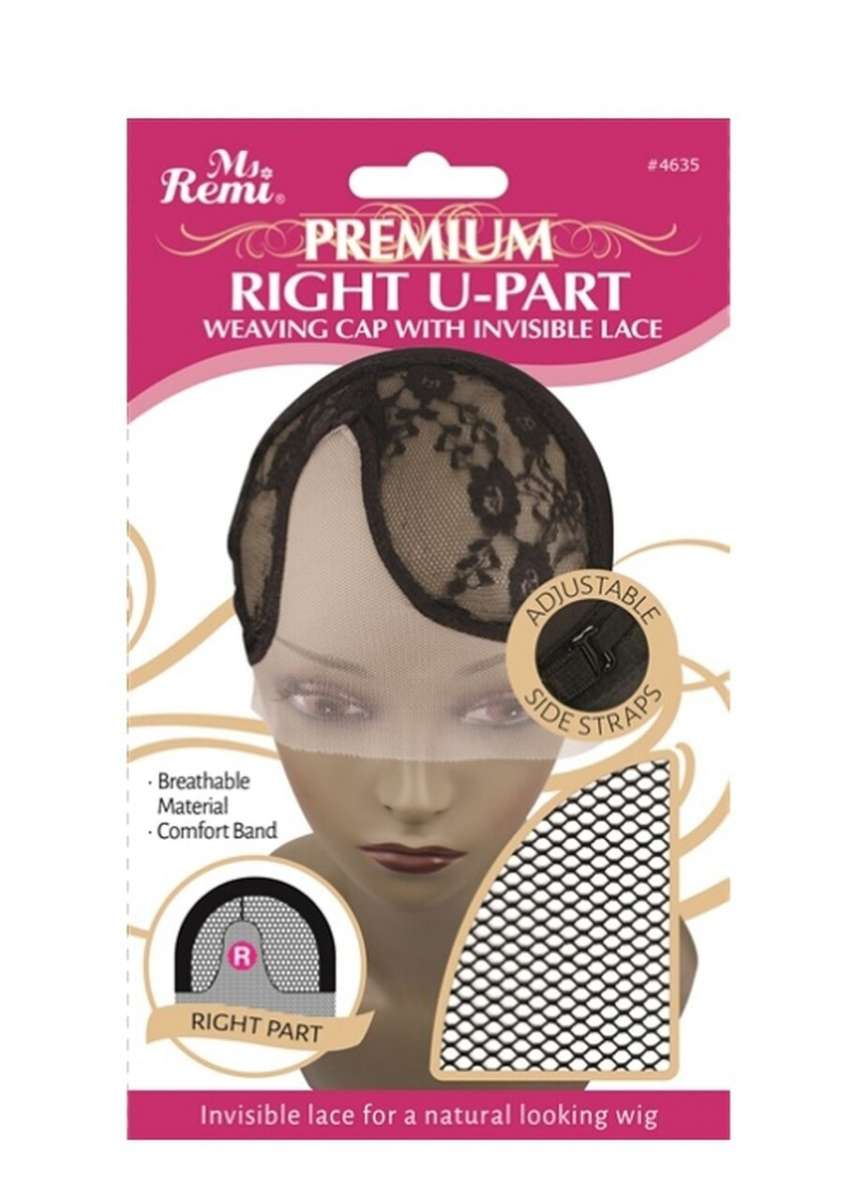 Ms
Remi®
#4635
PREMIUM
RIGHT U-PART
WEAVING CAP WITH INVISIBLE LACE
ADJUSTABLE
SIDE STRAPS
· Breathable
Material
· Comfort Band
R
RIGHT PART
Invisible lace for a natural looking wig